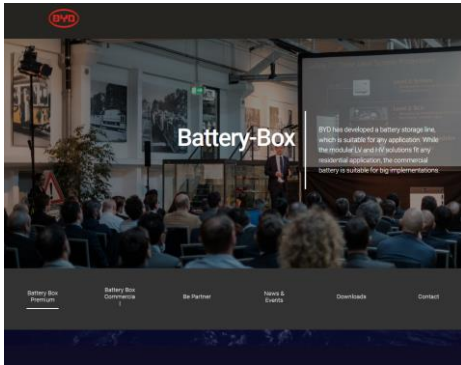 BYD
Battery-Box
BYD has developed a battery storage line,
which is suitable for any application. While
the modular LV and HV solutions fit any
residential application, the commercial
battery is suitable for big implementations.
Battery Box
Premium
Battery Box
Commercia
l
Be Partner
News &
Events
Downloads
Contact